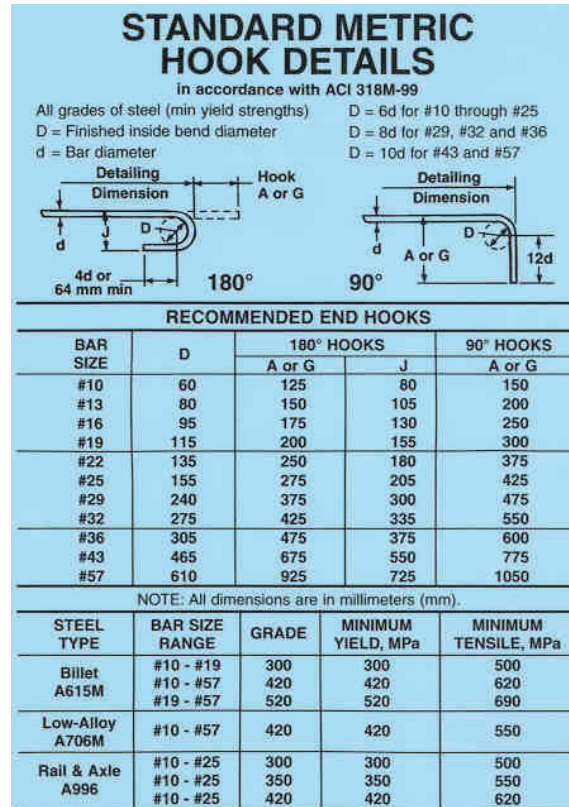 STANDARD METRIC
HOOK DETAILS
in accordance with ACI 318M-99
All grades of steel (min yield strengths)
D = Finished inside bend diameter
d = Bar diameter
D = 6d for #10 through #25
D = 8d for #29, #32 and #36
D = 10d for #43 and #57
Detailing
Dimension
Hook
A or G
D
J
d
4d or
64 mm min
180°
Detailing
Dimension
D
d
A or G
12d
90°
RECOMMENDED END HOOKS
BAR SIZE D 180° HOOKS 90° HOOKS
A or G J A or G
#10 60 125 80 150
#13 80 150 105 200
#16 95 175 130 250
#19 115 200 155 300
#22 135 250 180 375
#25 155 275 205 425
#29 240 375 300 475
#32 275 425 335 550
#36 305 475 375 600
#43 465 675 550 775
#57 610 925 725 1050
NOTE: All dimensions are in millimeters (mm).
STEEL BAR SIZE GRADE MINIMUM MINIMUM
TYPE RANGE YIELD, MPa TENSILE, MPa
Billet
A615M
#10 - #19 300 300 500
#10 - #57 420 420 620
#19 - #57 520 520 690
Low-Alloy
A706M
#10 - #57 420 420 550
Rail & Axle
A996
#10 - #25 300 300 500
#10 - #25 350 350 550
#10 - #25 420 420 620